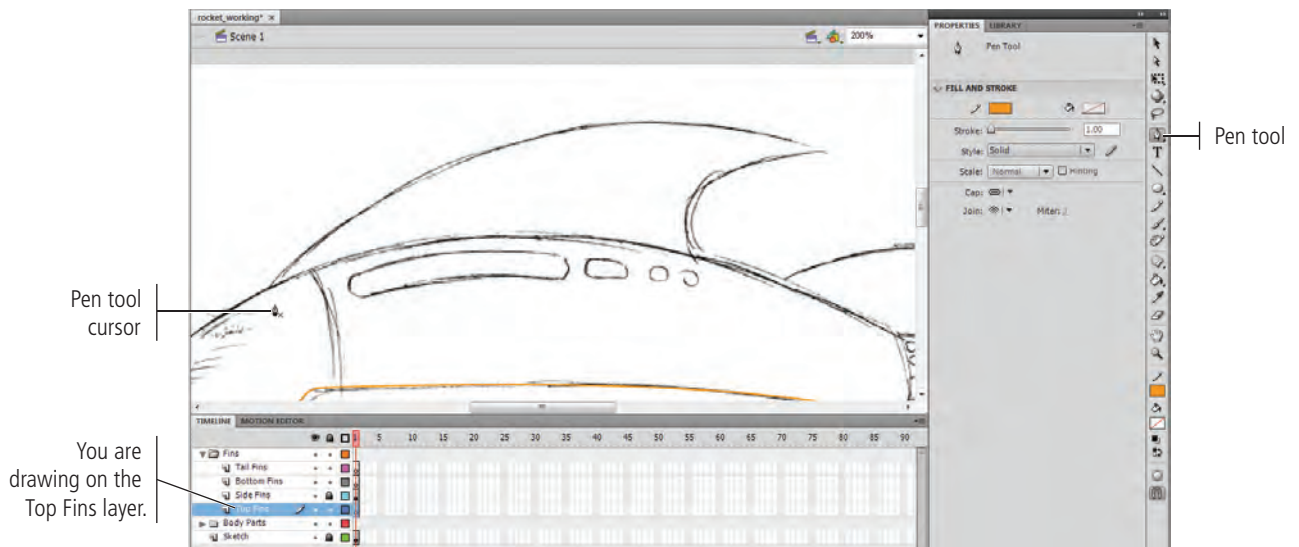 rocket_working* ×
Scene 1
200%
PROPERTIES LIBRARY
Pen Tool
FILL AND STROKE
Stroke: 1.00
Style: Solid
Scale: Normal Hinting
Cap:
Join: Miter:
Pen tool
Pen tool
cursor
TIMELINE MOTION EDITOR
1 5 10 15 20 25 30 35 40 45 50 55 60 65 70 75 80 85 90
Fins
Tail Fins
Bottom Fins
Side Fins
Top Fins
Body Parts
Sketch
You are
drawing on the
Top Fins layer.